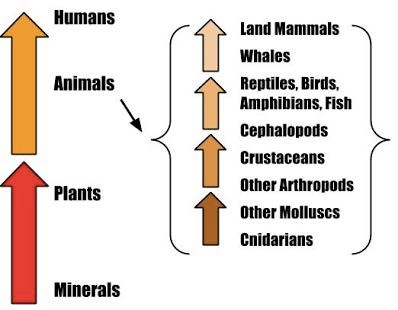 Humans
Animals
Plants
Minerals
Land Mammals
Whales
Reptiles, Birds,
Amphibians, Fish
Cephalopods
Crustaceans
Other Arthropods
Other Molluscs
Cnidarians